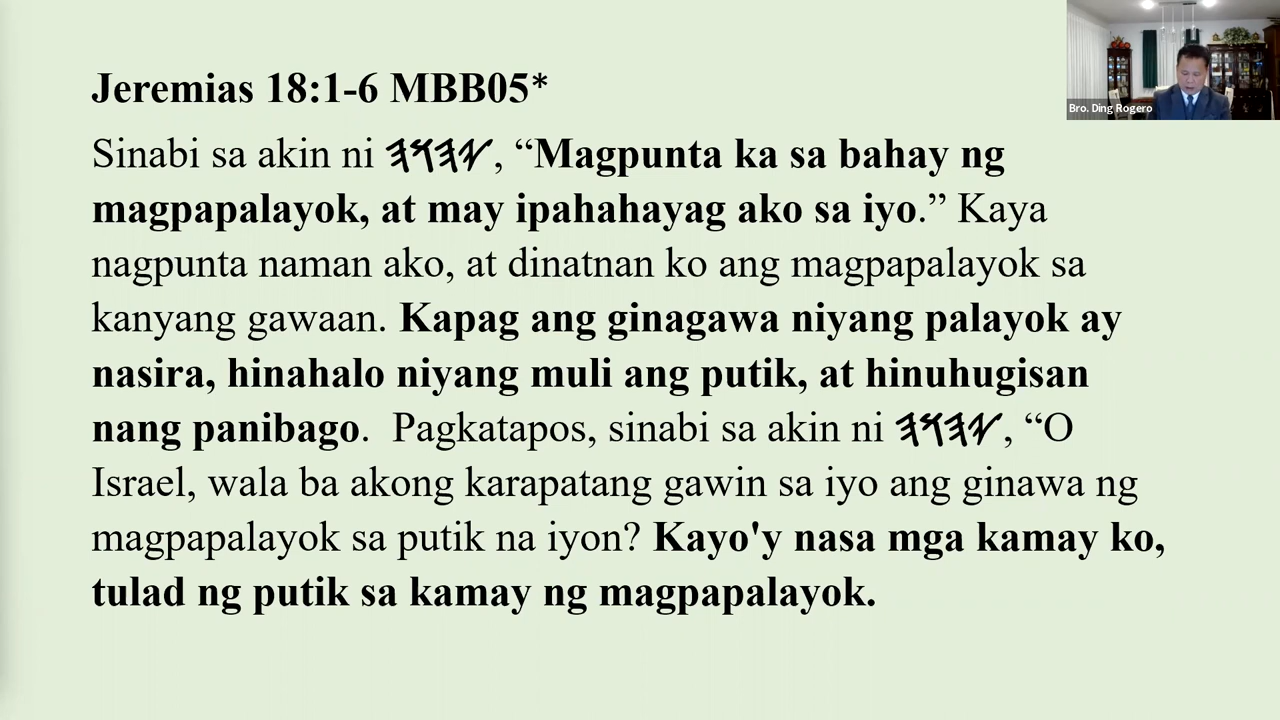 Jeremias 18:1-6 MBB05*
Sinabi sa akin ni 𐤉𐤄𐤅𐤄, “Magpunta ka sa bahay ng
magpapalayok, at may ipahahayag ako sa iyo.” Kaya
nagpunta naman ako, at dinatnan ko ang magpapalayok sa
kanyang gawaan. Kapag ang ginagawa niyang palayok ay
nasira, hinahalo niyang muli ang putik, at hinuhugisan
nang panibago. Pagkatapos, sinabi sa akin ni 𐤉𐤄𐤅𐤄, “O
Israel, wala ba akong karapatang gawin sa iyo ang ginawa ng
magpapalayok sa putik na iyon? Kayo'y nasa mga kamay ko,
tulad ng putik sa kamay ng magpapalayok.
Bro. Ding Rogero